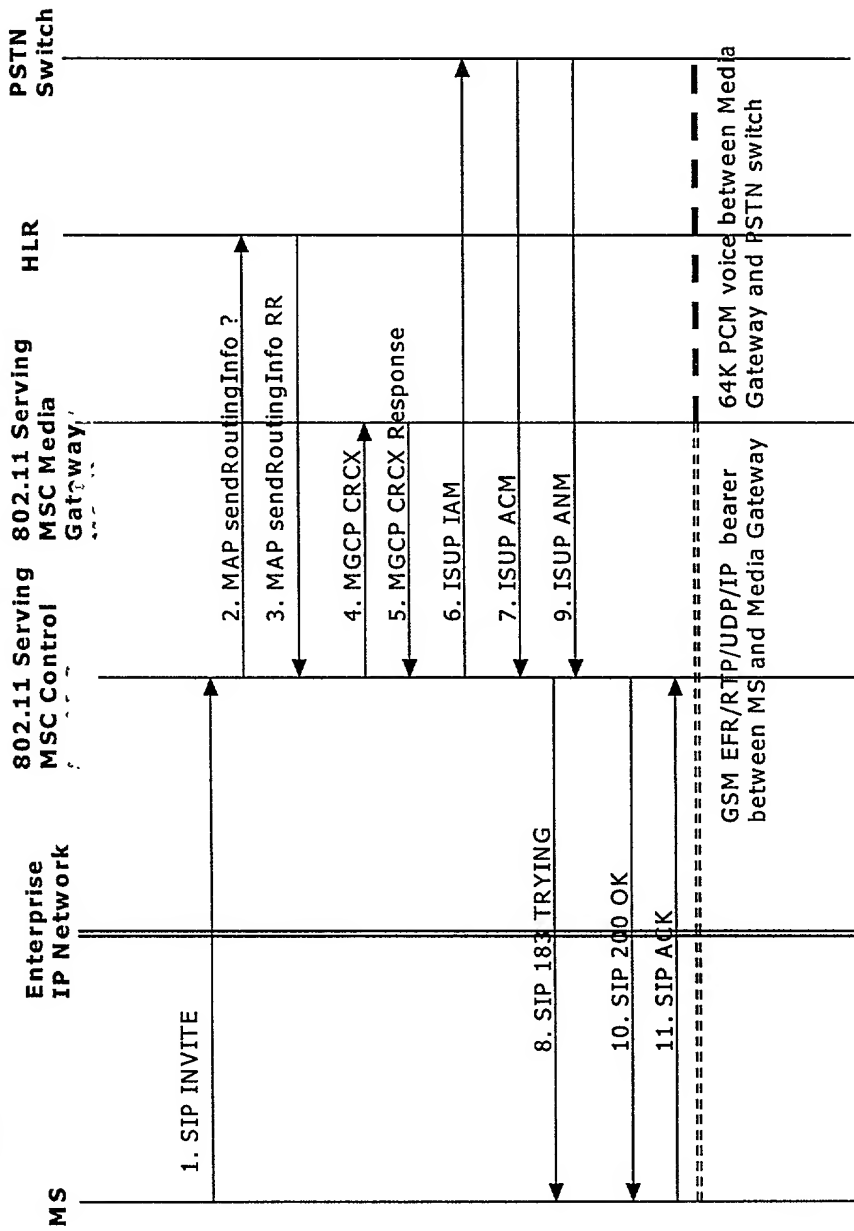 MS
Enterprise
IP Network
802.11 Serving
MSC Control
802.11 Serving
MSC Media
Gateway
HLR
PSTN
Switch
1. SIP INVITE
2. MAP sendRoutingInfo ?
3. MAP sendRoutingInfo RR
4. MGCP CRCX
5. MGCP CRCX Response
6. ISUP IAM
7. ISUP ACM
8. SIP 183 TRYING
9. ISUP ANM
10. SIP 200 OK
11. SIP ACK
GSM EFR/RTP/UDP/IP bearer
between MS and Media Gateway
64K PCM voice between Media
Gateway and PSTN switch